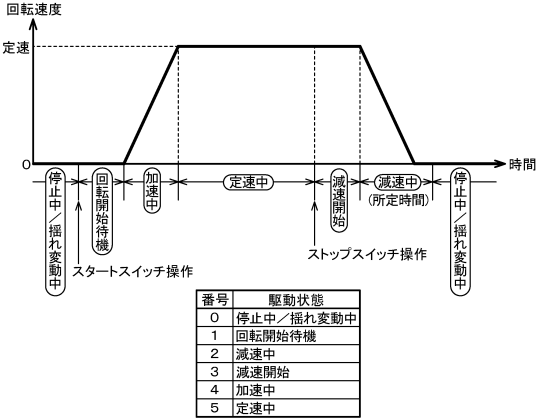 回転速度
定速
0
時間
停止中／揺れ変動中
回転開始待機
加速中
定速中
減速開始
減速中
(所定時間)
停止中／揺れ変動中
スタートスイッチ操作
ストップスイッチ操作
番号 駆動状態
0 停止中／揺れ変動中
1 回転開始待機
2 減速中
3 減速開始
4 加速中
5 定速中